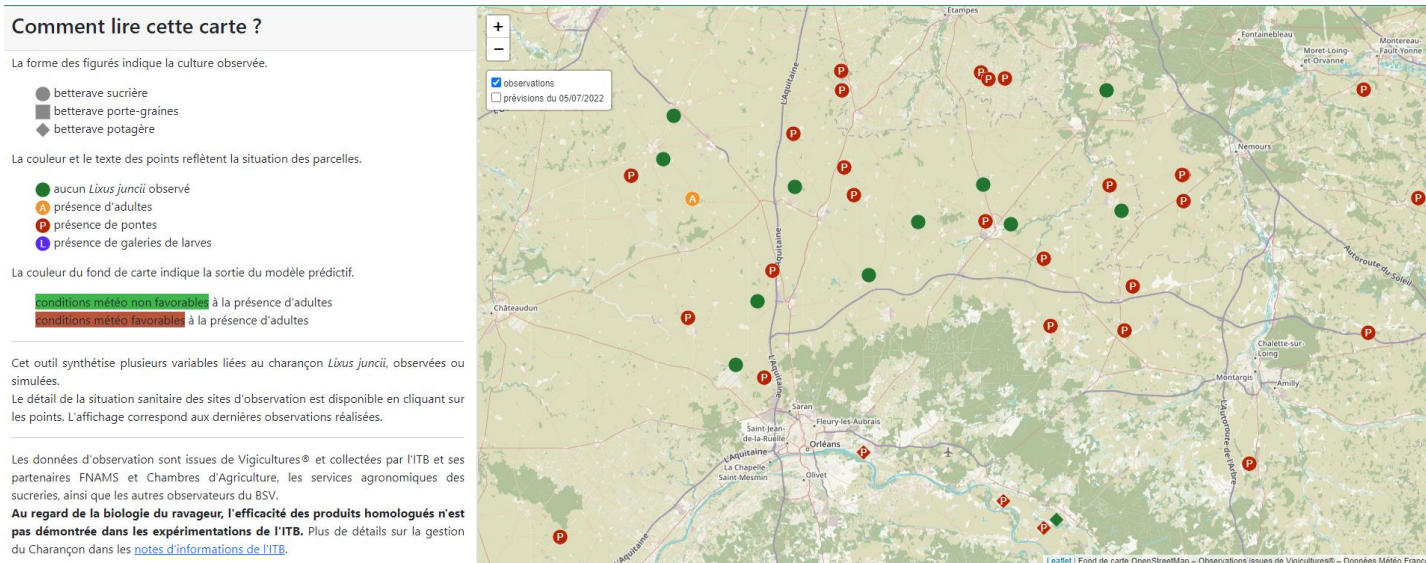 Comment lire cette carte ?
La forme des figurés indique la culture observée.
betterave sucrière
betterave porte-graines
betterave potagère
La couleur et le texte des points reflètent la situation des parcelles.
aucun Lixus juncii observé
A présence d'adultes
P présence de pontes
L présence de galeries de larves
La couleur du fond de carte indique la sortie du modèle prédictif.
conditions météo non favorables à la présence d'adultes
conditions météo favorables à la présence d'adultes
Cet outil synthétise plusieurs variables liées au charançon Lixus juncii, observées ou
simulées.
Le détail de la situation sanitaire des sites d'observation est disponible en cliquant sur
les points. L'affichage correspond aux dernières observations réalisées.
Les données d'observation sont issues de Vigicultures® et collectées par l'ITB et ses
partenaires FNAMS et Chambres d'Agriculture, les services agronomiques des
sucreries, ainsi que les autres observateurs du BSV.
Au regard de la biologie du ravageur, l'efficacité des produits homologués n'est
pas démontrée dans les expérimentations de l'ITB. Plus de détails sur la gestion
du Charançon dans les notes d'informations de l'ITB.
+
−
observations
prévisions du 05/07/2022
Étampes
Fontainebleau
Montereau-
Fault-Yonne
Moret-Loing-
et-Orvanne
L'Aquitaine
P
P
P
P
P
P
P
P
Nemours
P
P
P
P
P
P
A
P
P
P
L'Aquitaine
Autoroute du Soleil
P
P
P
Châteaudun
P
P
P
P
Chalette-sur-
Loing
L'Aquitaine
Montargis
Amilly
P
Saran
Fleury-les-Aubrais
Saint-Jean-
de-la-Ruelle
Orléans
L'Aquitaine
La Chapelle-
Saint-Mesmin
Olivet
P
P
L'Autoroute de l'Arbre
P
P
P
L'Aquitaine
Leaflet | Fond de carte OpenStreetMap – Observations issues de Vigicultures® – Données Météo Franc